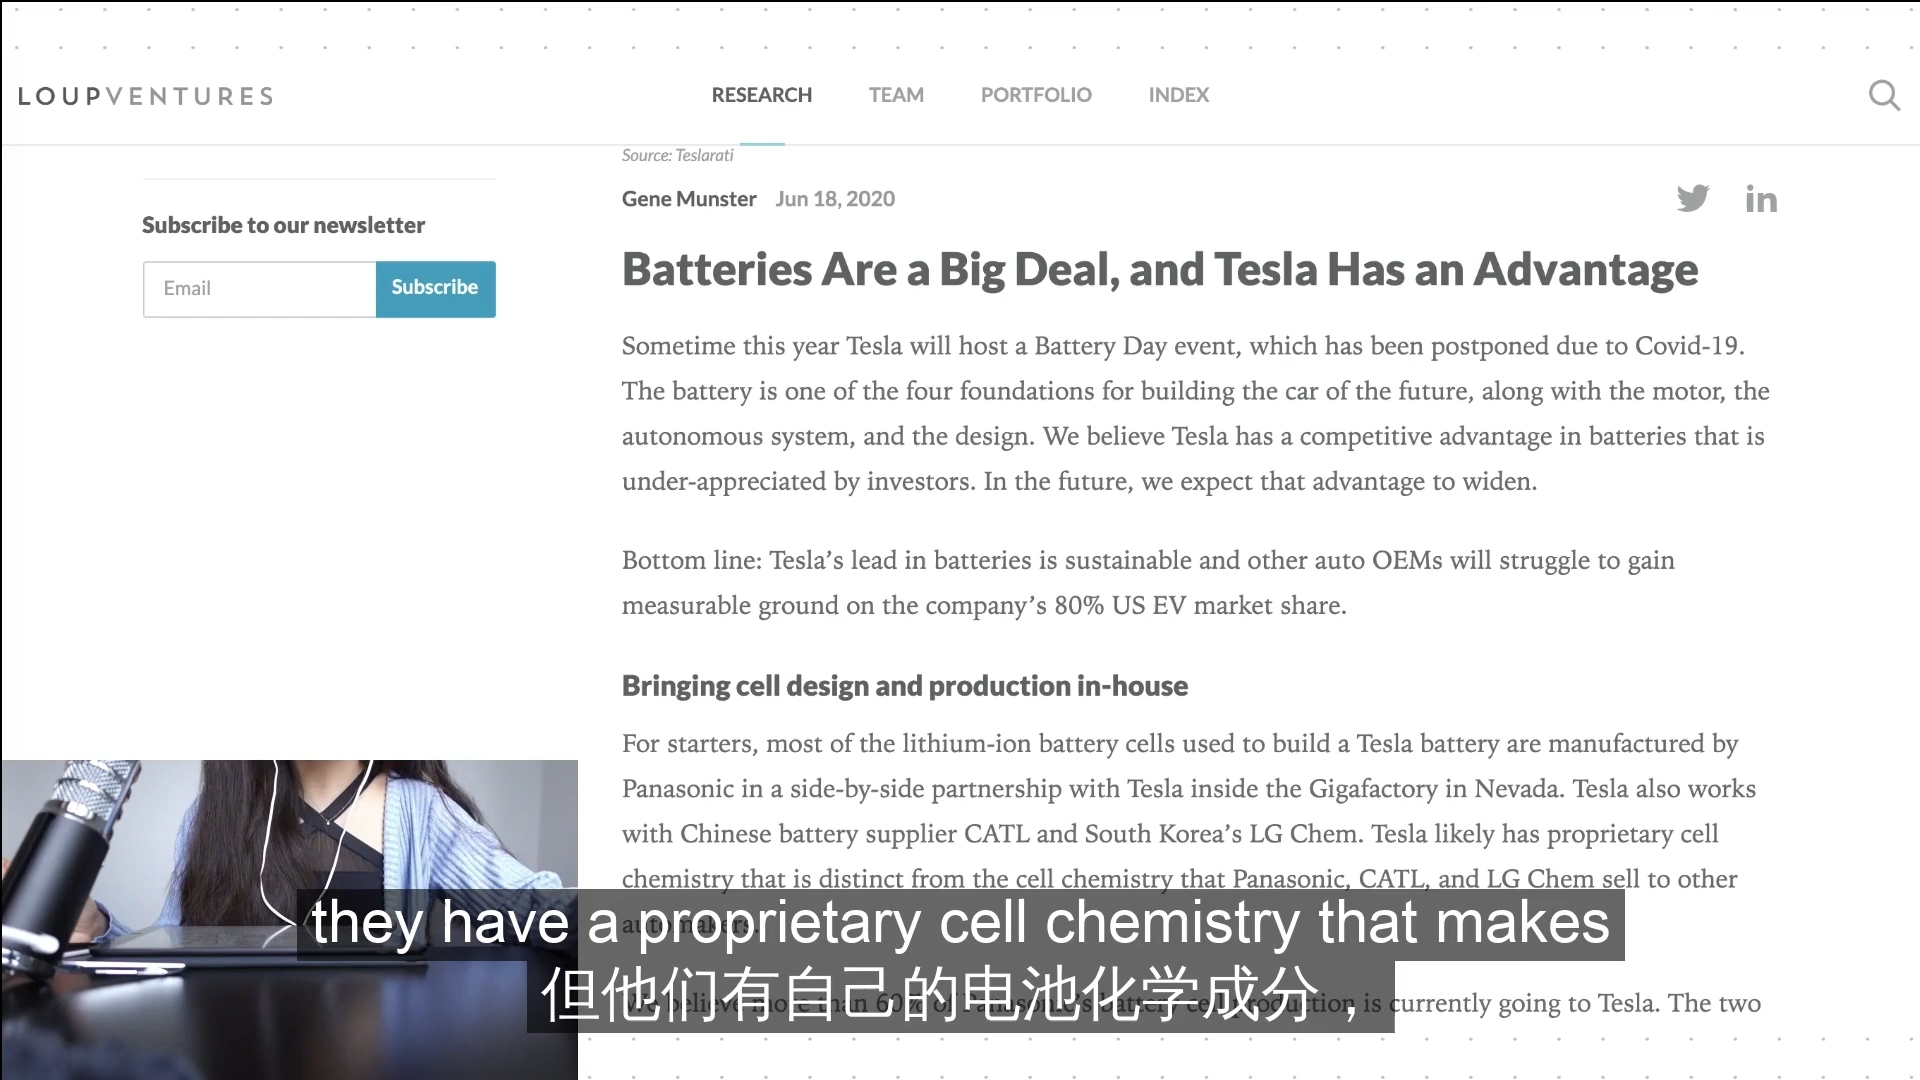 LOUPVENTURES
RESEARCH TEAM PORTFOLIO INDEX
Source: Teslarati
Gene Munster Jun 18, 2020
Subscribe to our newsletter
Email Subscribe
Batteries Are a Big Deal, and Tesla Has an Advantage
Sometime this year Tesla will host a Battery Day event, which has been postponed due to Covid-19.
The battery is one of the four foundations for building the car of the future, along with the motor, the
autonomous system, and the design. We believe Tesla has a competitive advantage in batteries that is
under-appreciated by investors. In the future, we expect that advantage to widen.
Bottom line: Tesla’s lead in batteries is sustainable and other auto OEMs will struggle to gain
measurable ground on the company’s 80% US EV market share.
Bringing cell design and production in-house
For starters, most of the lithium-ion battery cells used to build a Tesla battery are manufactured by
Panasonic in a side-by-side partnership with Tesla inside the Gigafactory in Nevada. Tesla also works
with Chinese battery supplier CATL and South Korea’s LG Chem. Tesla likely has proprietary cell
chemistry that is distinct from the cell chemistry that Panasonic, CATL, and LG Chem sell to other
automakers.
We believe more than 60% of Panasonic’s battery cell production is currently going to Tesla. The two
they have a proprietary cell chemistry that makes
但他们有自己的电池化学成分，